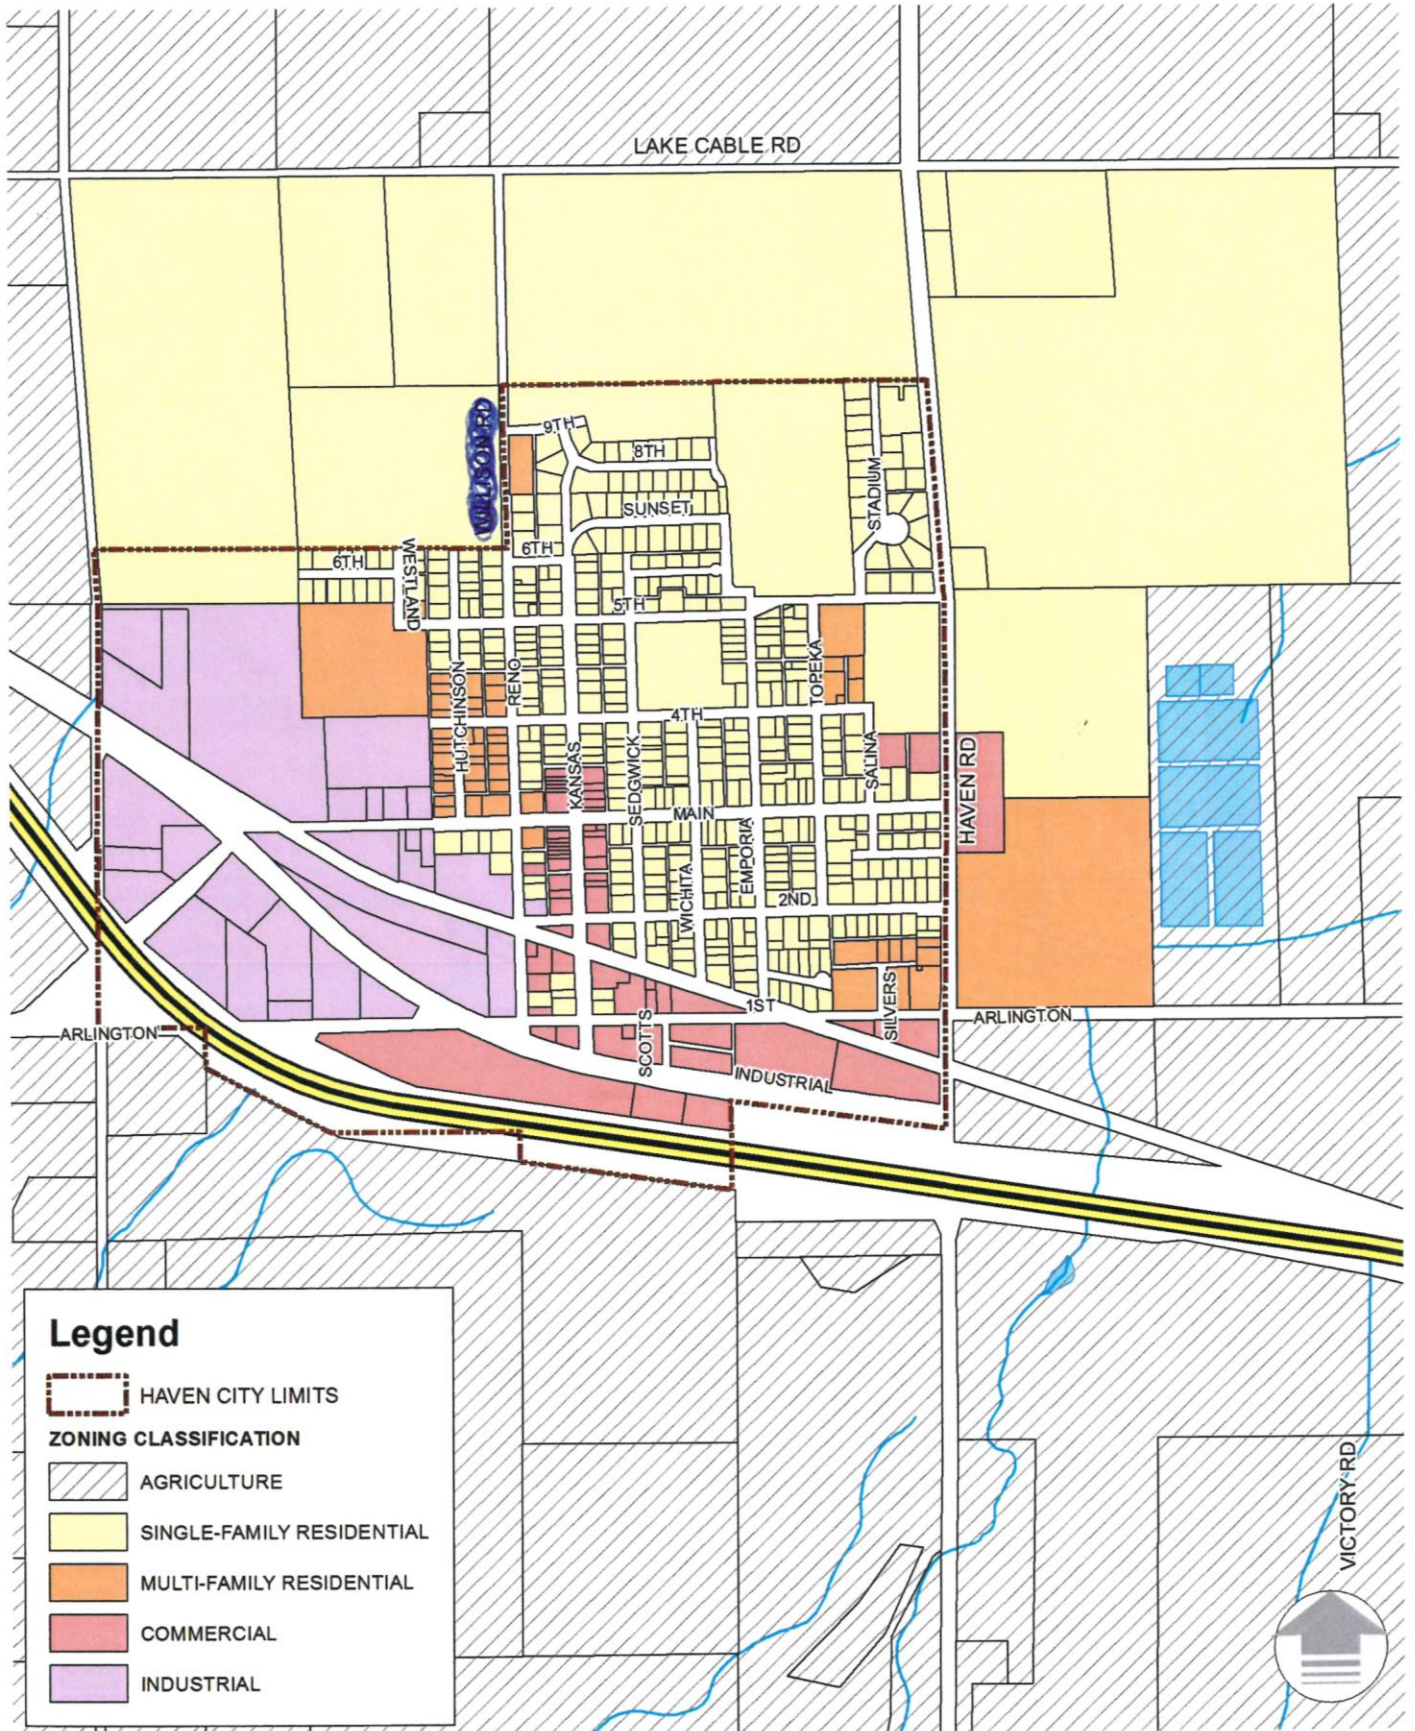 LAKE CABLE RD
WILLISON RD
9TH
8TH
STADIUM
SUNSET
6TH
WESTLAND
6TH
5TH
HUTCHINSON
RENO
TOPEKA
4TH
KANSAS
SEDGWICK
SALINA
HAVEN RD
MAIN
EMPORIA
WICHITA
2ND
SILVERS
1ST
ARLINGTON
ARLINGTON
SCOTTS
INDUSTRIAL
Legend
HAVEN CITY LIMITS
ZONING CLASSIFICATION
AGRICULTURE
SINGLE-FAMILY RESIDENTIAL
MULTI-FAMILY RESIDENTIAL
COMMERCIAL
INDUSTRIAL
VICTORY RD